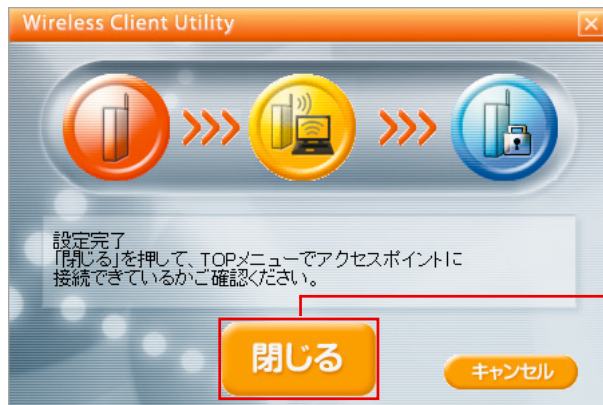 Wireless Client Utility
設定完了
「閉じる」を押して、TOPメニューでアクセスポイントに
接続できているかご確認ください。
閉じる
キャンセル